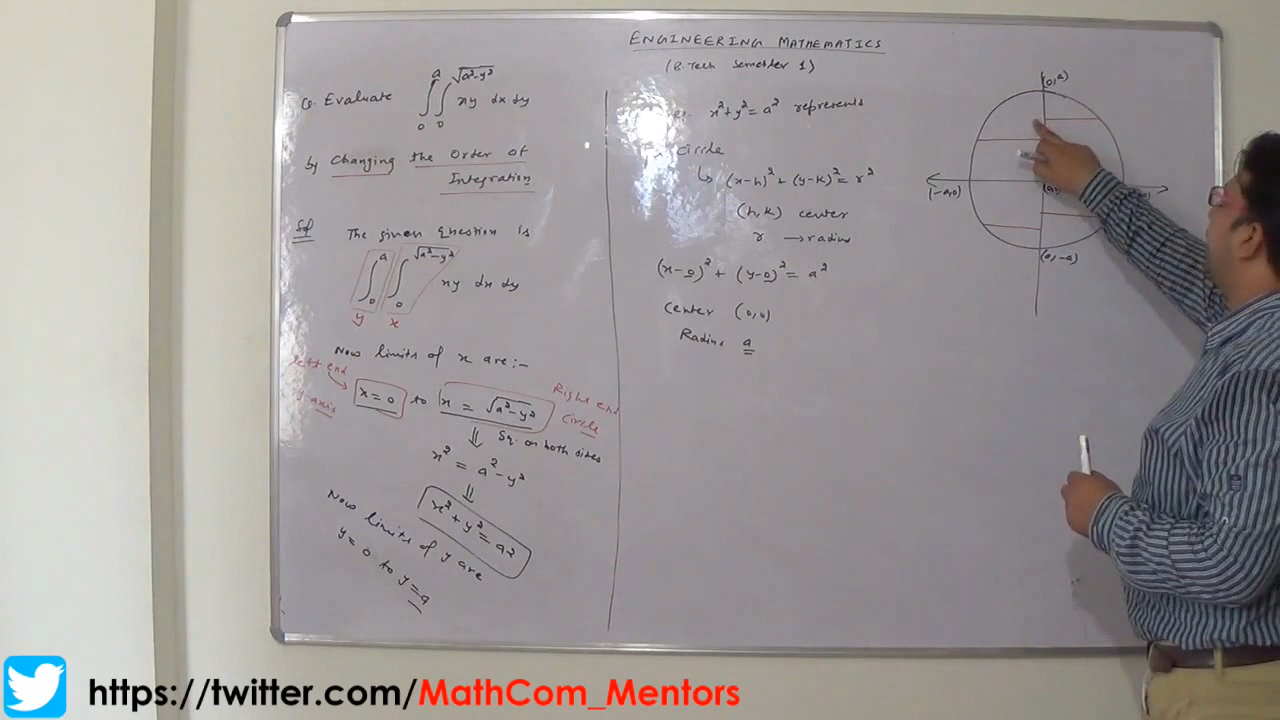 ENGINEERING MATHEMATICS
(B.Tech Semester 1)
Q. Evaluate ∫₀ᵃ ∫₀^√(a²-y²) xy dx dy
by Changing the Order of
Integration
Sol The given question is
∫₀ᵃ ∫₀^√(a²-y²) xy dx dy
y x
Now limits of x are:-
left end
y axis
x=0 to x = √(a²-y²)
Right end
circle
⇓ Sq. on both sides
x² = a²-y²
⇓
x²+y²=a²
Now limits of y are
y=0 to y=a
x²+y²=a² represents
circle
↳ (x-h)²+(y-k)²=r²
(h,k) center
r →radius
(x-0)²+(y-0)²=a²
center (0,0)
Radius a
(0,a)
(-a,0)
(0,-a)
https://twitter.com/MathCom_Mentors